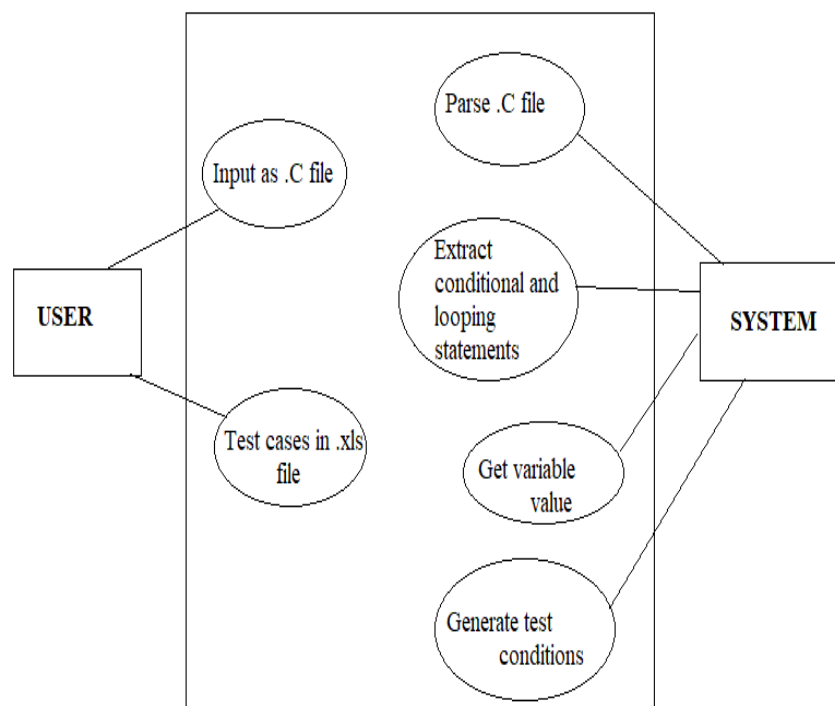 Parse .C file
Input as .C file
Extract
conditional and
looping
statements
USER
SYSTEM
Test cases in .xls
file
Get variable
value
Generate test
conditions